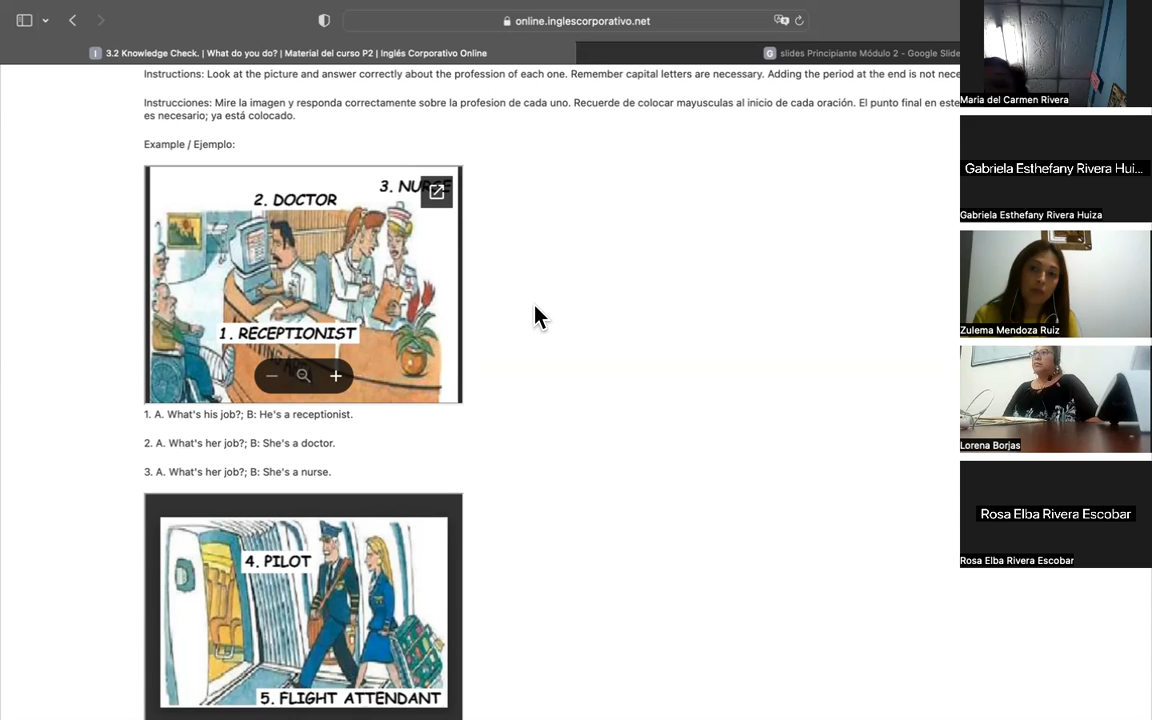 online.inglescorporativo.net
3.2 Knowledge Check. | What do you do? | Material del curso P2 | Inglés Corporativo Online
slides Principiante Módulo 2 - Google Slide
Instructions: Look at the picture and answer correctly about the profession of each one. Remember capital letters are necessary. Adding the period at the end is not nece
Instrucciones: Mire la imagen y responda correctamente sobre la profesion de cada uno. Recuerde de colocar mayusculas al inicio de cada oración. El punto final en este
es necesario; ya está colocado.
Example / Ejemplo:
3. NURSE
2. DOCTOR
1. RECEPTIONIST
1. A. What's his job?; B: He's a receptionist.
2. A. What's her job?; B: She's a doctor.
3. A. What's her job?; B: She's a nurse.
4. PILOT
5. FLIGHT ATTENDANT
Maria del Carmen Rivera
Gabriela Esthefany Rivera Hui...
Gabriela Esthefany Rivera Huiza
Zulema Mendoza Ruiz
Lorena Borjas
Rosa Elba Rivera Escobar
Rosa Elba Rivera Escobar